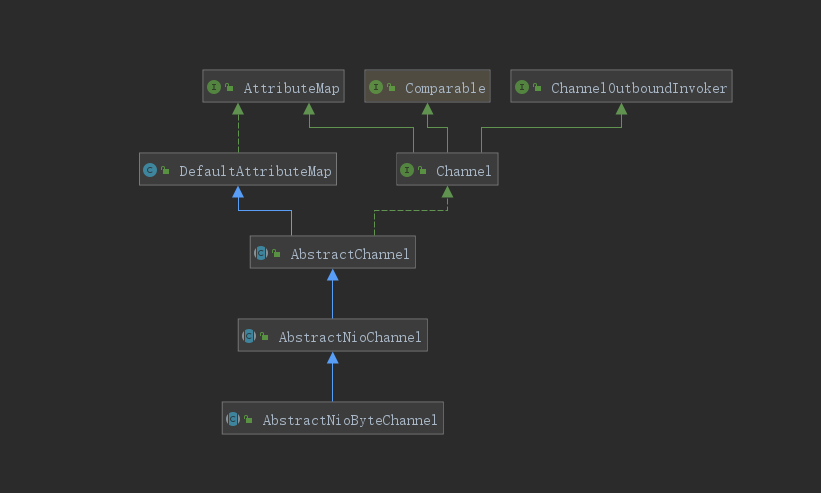 AttributeMap
Comparable
ChannelOutboundInvoker
DefaultAttributeMap
Channel
AbstractChannel
AbstractNioChannel
AbstractNioByteChannel